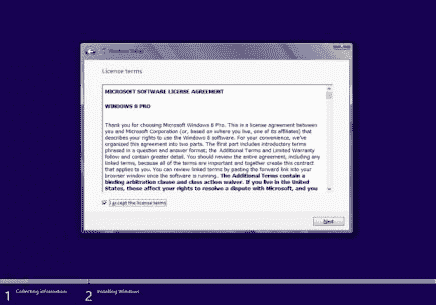 Windows Setup
License terms
MICROSOFT SOFTWARE LICENSE AGREEMENT
WINDOWS 8 PRO
Thank you for choosing Microsoft Windows 8 Pro. This is a license agreement between
you and Microsoft Corporation (or, based on where you live, one of its affiliates) that
describes your rights to use the Windows 8 software. For your convenience, we've
organized this agreement into two parts. The first part includes introductory terms
phrased in a question and answer format; the Additional Terms and Limited Warranty
follow and contain greater detail. You should review the entire agreement, including any
linked terms, because all of the terms are important and together create this contract
that applies to you. You can review linked terms by pasting the forward link into your
browser window once the software is running. The Additional Terms contain a
binding arbitration clause and class action waiver. If you live in the United
States, these affect your rights to resolve a dispute with Microsoft, and you
I accept the license terms
Next
1 Collecting information
2 Installing Windows